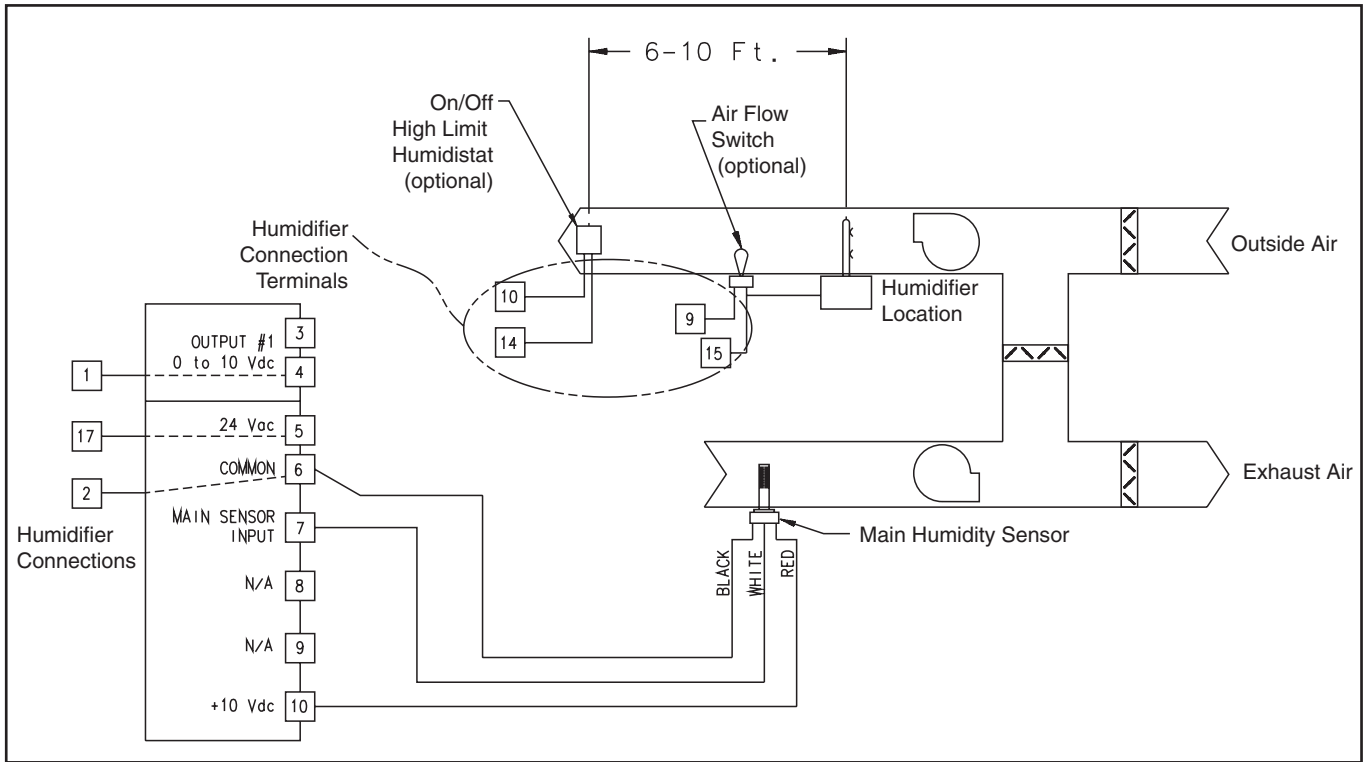 6-10 Ft.
On/Off
High Limit
Humidistat
(optional)
Air Flow
Switch
(optional)
Humidifier
Connection
Terminals
Outside Air
10
14
9
15
Humidifier
Location
OUTPUT #1
0 to 10 Vdc
3
4
1
24 Vac
5
17
COMMON
6
2
MAIN SENSOR
INPUT
7
Humidifier
Connections
N/A
8
N/A
9
+10 Vdc
10
Exhaust Air
Main Humidity Sensor
BLACK
WHITE
RED